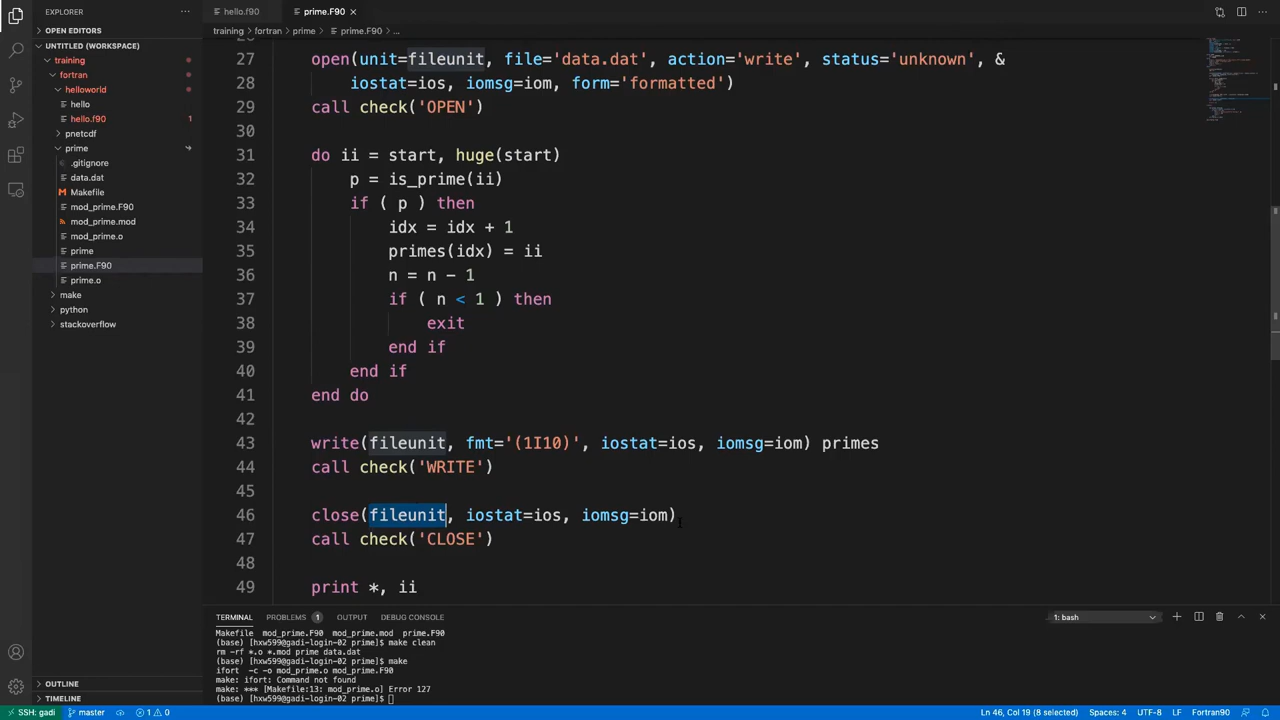 EXPLORER
hello.f90
prime.F90
OPEN EDITORS
training > fortran > prime > prime.F90 > ...
UNTITLED (WORKSPACE)
training
fortran
helloworld
hello
hello.f90 1
pnetcdf
prime
.gitignore
data.dat
Makefile
mod_prime.F90
mod_prime.mod
mod_prime.o
prime
prime.F90
prime.o
make
python
stackoverflow
OUTLINE
TIMELINE
27 open(unit=fileunit, file='data.dat', action='write', status='unknown', &
28 iostat=ios, iomsg=iom, form='formatted')
29 call check('OPEN')
30
31 do ii = start, huge(start)
32 p = is_prime(ii)
33 if ( p ) then
34 idx = idx + 1
35 primes(idx) = ii
36 n = n - 1
37 if ( n < 1 ) then
38 exit
39 end if
40 end if
41 end do
42
43 write(fileunit, fmt='(1I10)', iostat=ios, iomsg=iom) primes
44 call check('WRITE')
45
46 close(fileunit, iostat=ios, iomsg=iom)
47 call check('CLOSE')
48
49 print *, ii
TERMINAL PROBLEMS 1 OUTPUT DEBUG CONSOLE 1: bash
Makefile mod_prime.F90 mod_prime.mod prime.F90
(base) [hxw599@gadi-login-02 prime]$ make clean
rm -rf *.o *.mod prime data.dat
(base) [hxw599@gadi-login-02 prime]$ make
ifort -c -o mod_prime.o mod_prime.F90
make: ifort: Command not found
make: *** [Makefile:13: mod_prime.o] Error 127
(base) [hxw599@gadi-login-02 prime]$
SSH: gadi master 1 0 Ln 46, Col 19 (8 selected) Spaces: 4 UTF-8 LF Fortran90